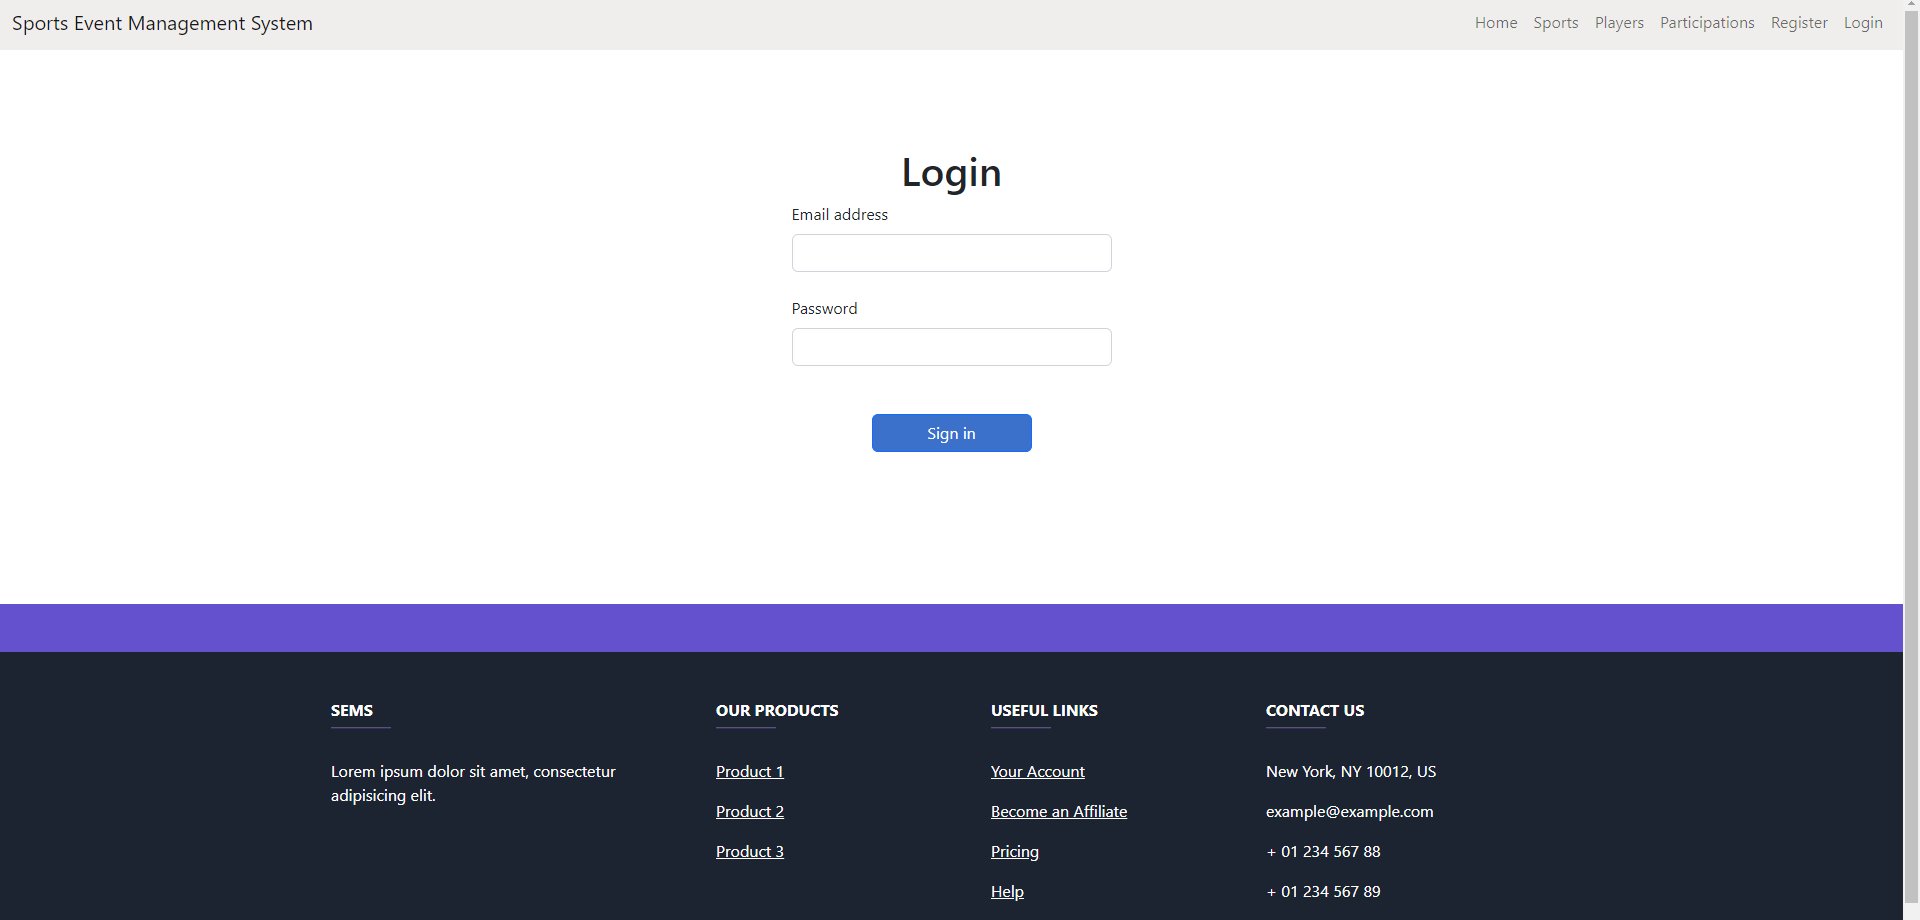 Sports Event Management System
Home Sports Players Participations Register Login
Login
Email address
Password
Sign in
SEMS
Lorem ipsum dolor sit amet, consectetur
adipisicing elit.
OUR PRODUCTS
Product 1
Product 2
Product 3
USEFUL LINKS
Your Account
Become an Affiliate
Pricing
Help
CONTACT US
New York, NY 10012, US
example@example.com
+ 01 234 567 88
+ 01 234 567 89